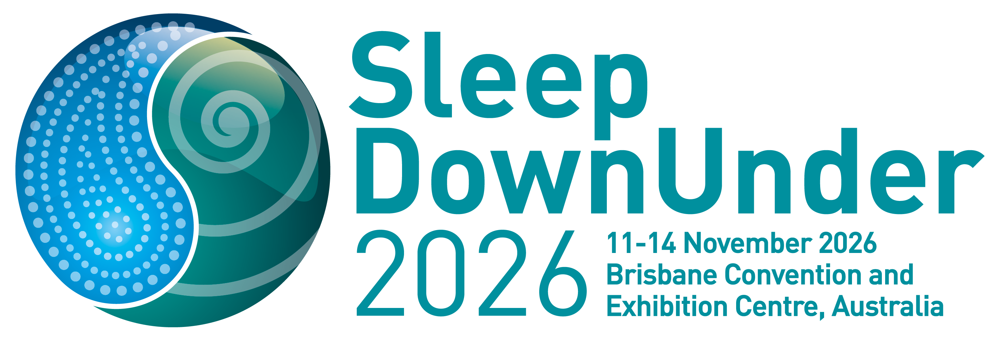 Sleep
DownUnder
2026
11-14 November 2026
Brisbane Convention and
Exhibition Centre, Australia